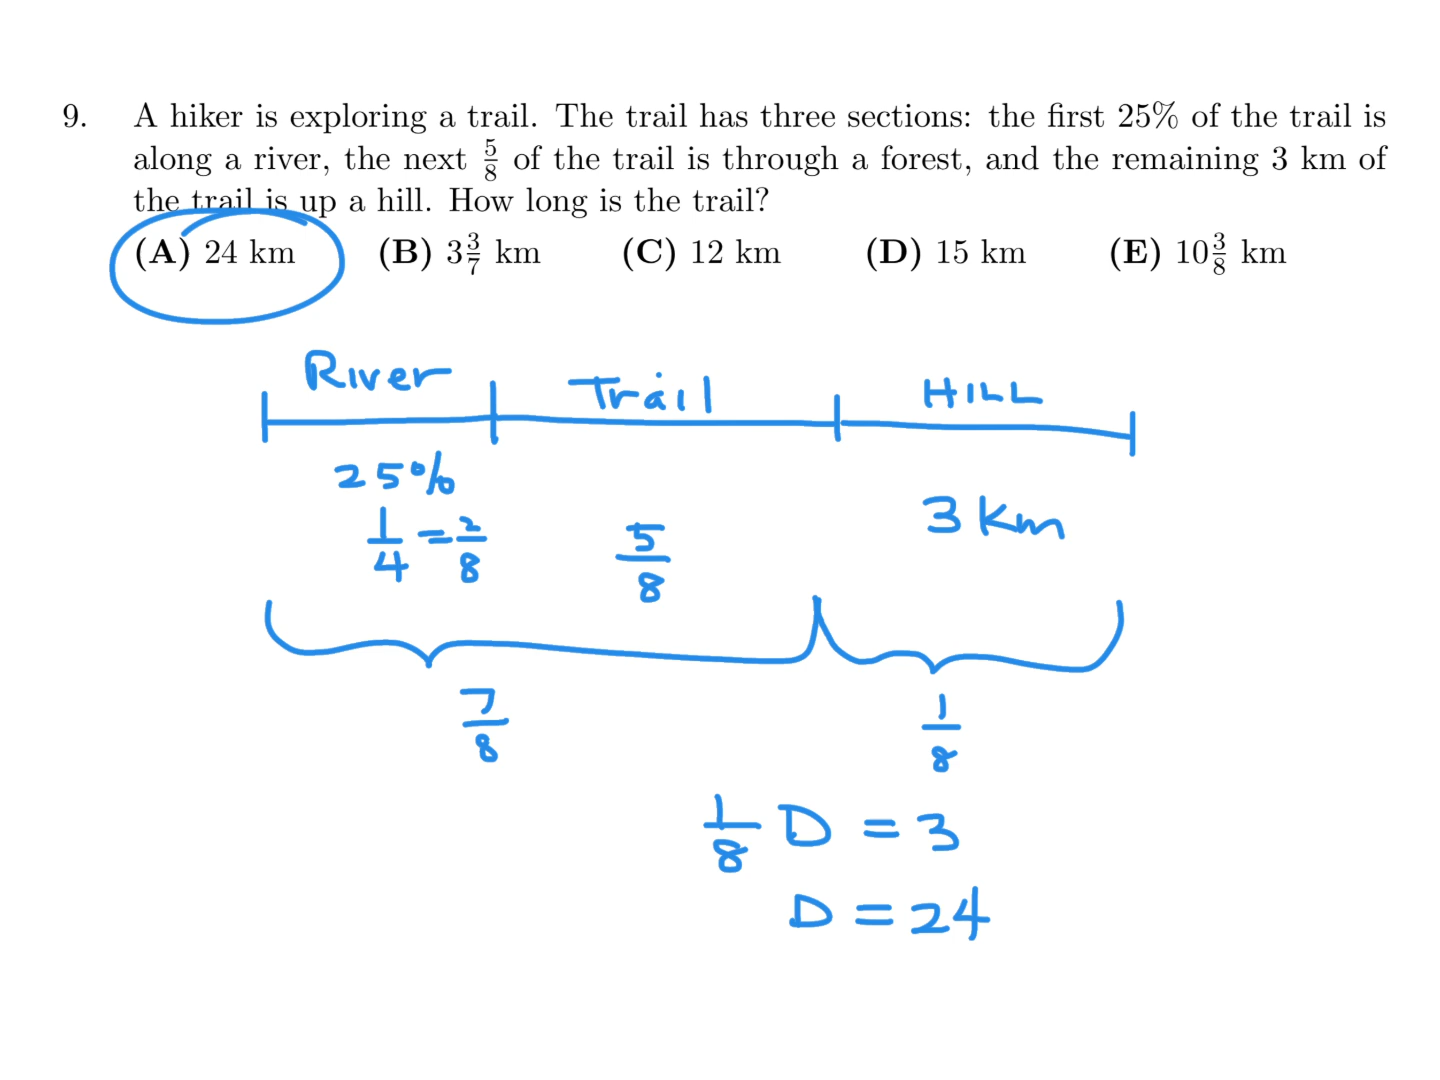 9. A hiker is exploring a trail. The trail has three sections: the first 25% of the trail is
along a river, the next 5/8 of the trail is through a forest, and the remaining 3 km of
the trail is up a hill. How long is the trail?
(A) 24 km (B) 3 3/7 km (C) 12 km (D) 15 km (E) 10 3/8 km
River Trail HILL
25%
1/4 = 2/8 5/8 3 km
7/8 1/8
1/8 D = 3
D = 24